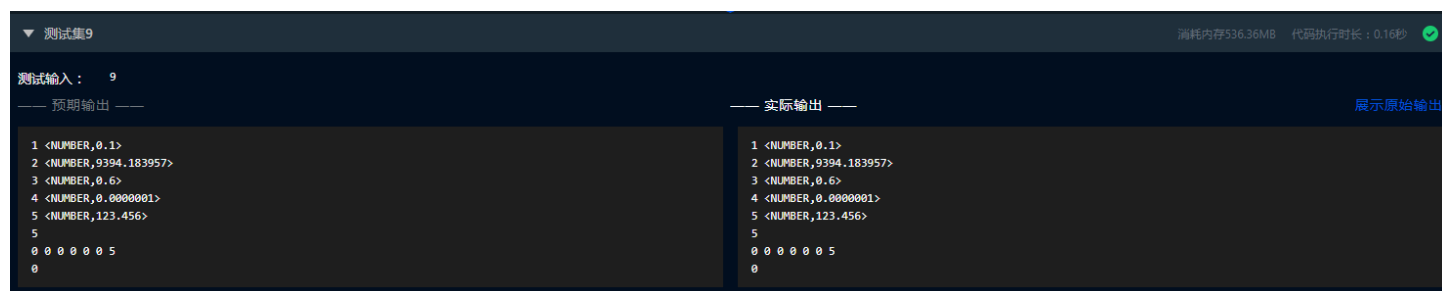 ▼ 测试集9 消耗内存536.36MB 代码执行时长：0.16秒
测试输入： 9
—— 预期输出 —— —— 实际输出 —— 展示原始输出
1 <NUMBER,0.1>
2 <NUMBER,9394.183957>
3 <NUMBER,0.6>
4 <NUMBER,0.0000001>
5 <NUMBER,123.456>
5
0 0 0 0 0 0 5
0
1 <NUMBER,0.1>
2 <NUMBER,9394.183957>
3 <NUMBER,0.6>
4 <NUMBER,0.0000001>
5 <NUMBER,123.456>
5
0 0 0 0 0 0 5
0